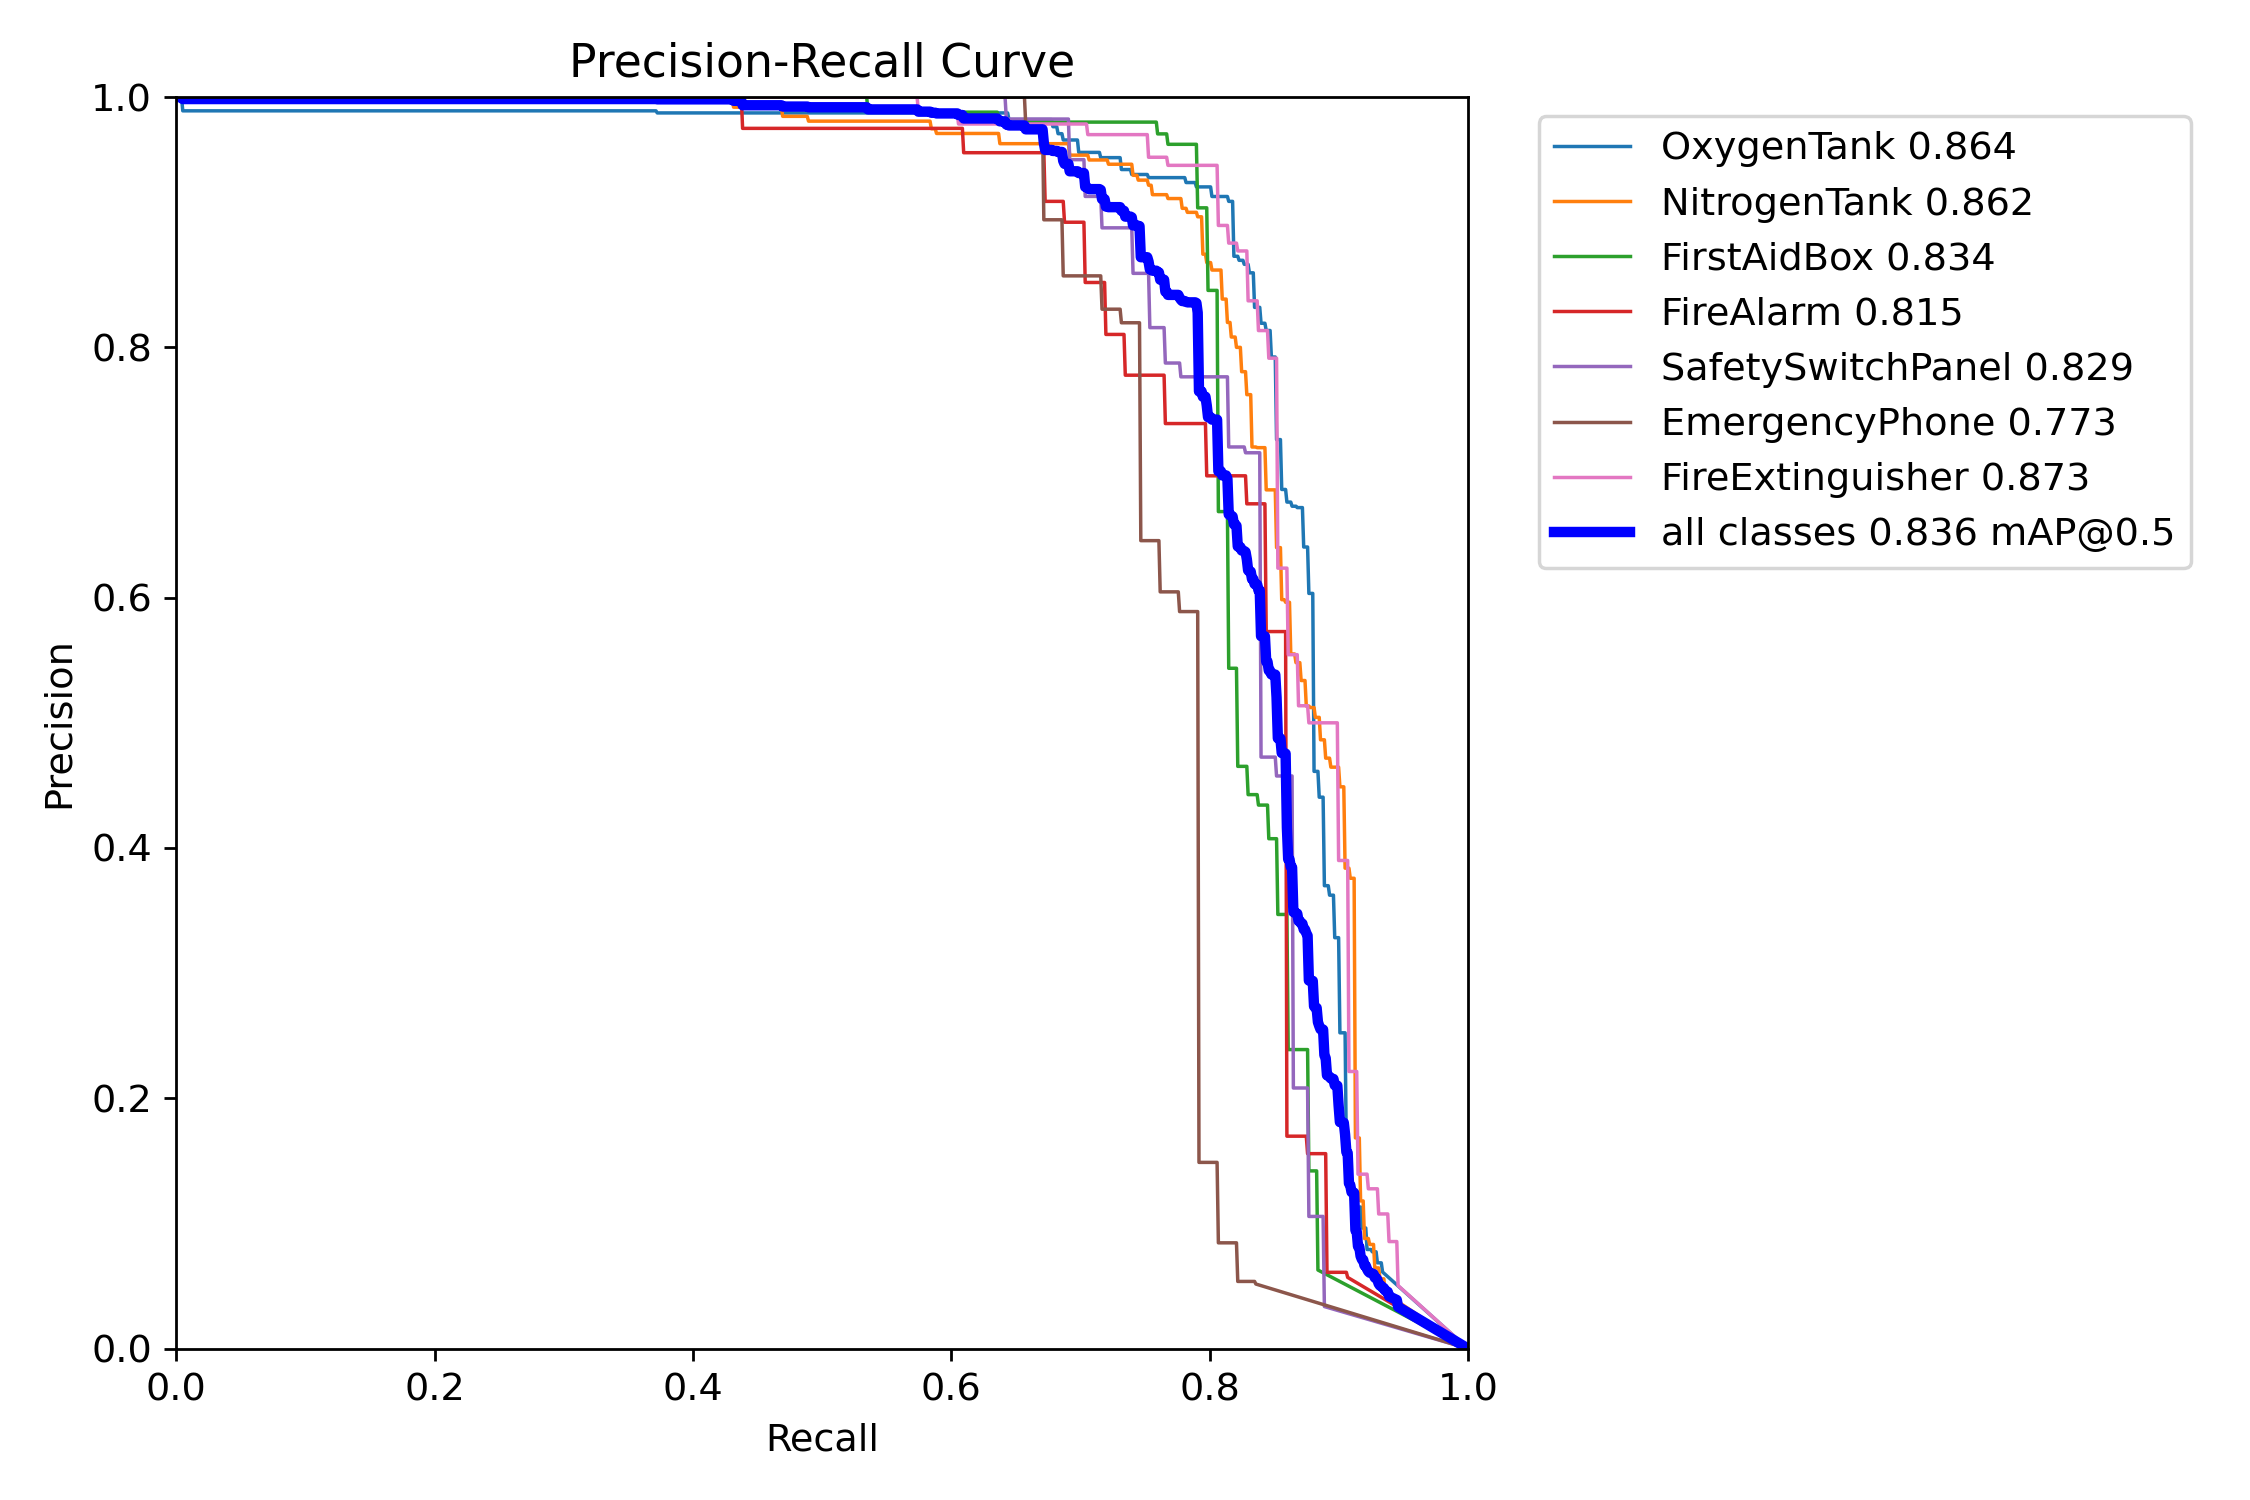 Precision-Recall Curve
1.0
0.8
0.6
0.4
0.2
0.0
Precision
0.0 0.2 0.4 0.6 0.8 1.0
Recall
OxygenTank 0.864
NitrogenTank 0.862
FirstAidBox 0.834
FireAlarm 0.815
SafetySwitchPanel 0.829
EmergencyPhone 0.773
FireExtinguisher 0.873
all classes 0.836 mAP@0.5